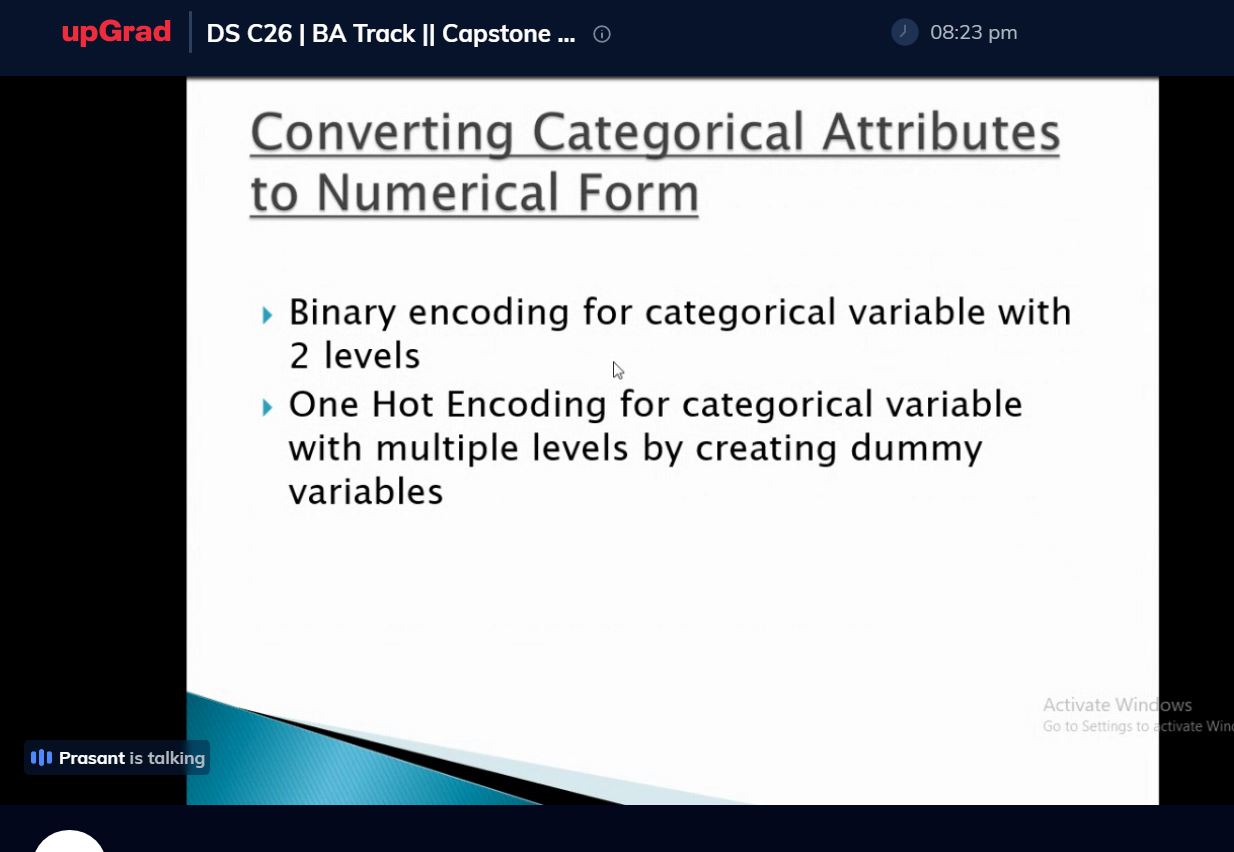 upGrad
DS C26 | BA Track || Capstone ...
08:23 pm
Converting Categorical Attributes
to Numerical Form
Binary encoding for categorical variable with
2 levels
One Hot Encoding for categorical variable
with multiple levels by creating dummy
variables
Activate Windows
Go to Settings to activate Win
Prasant is talking